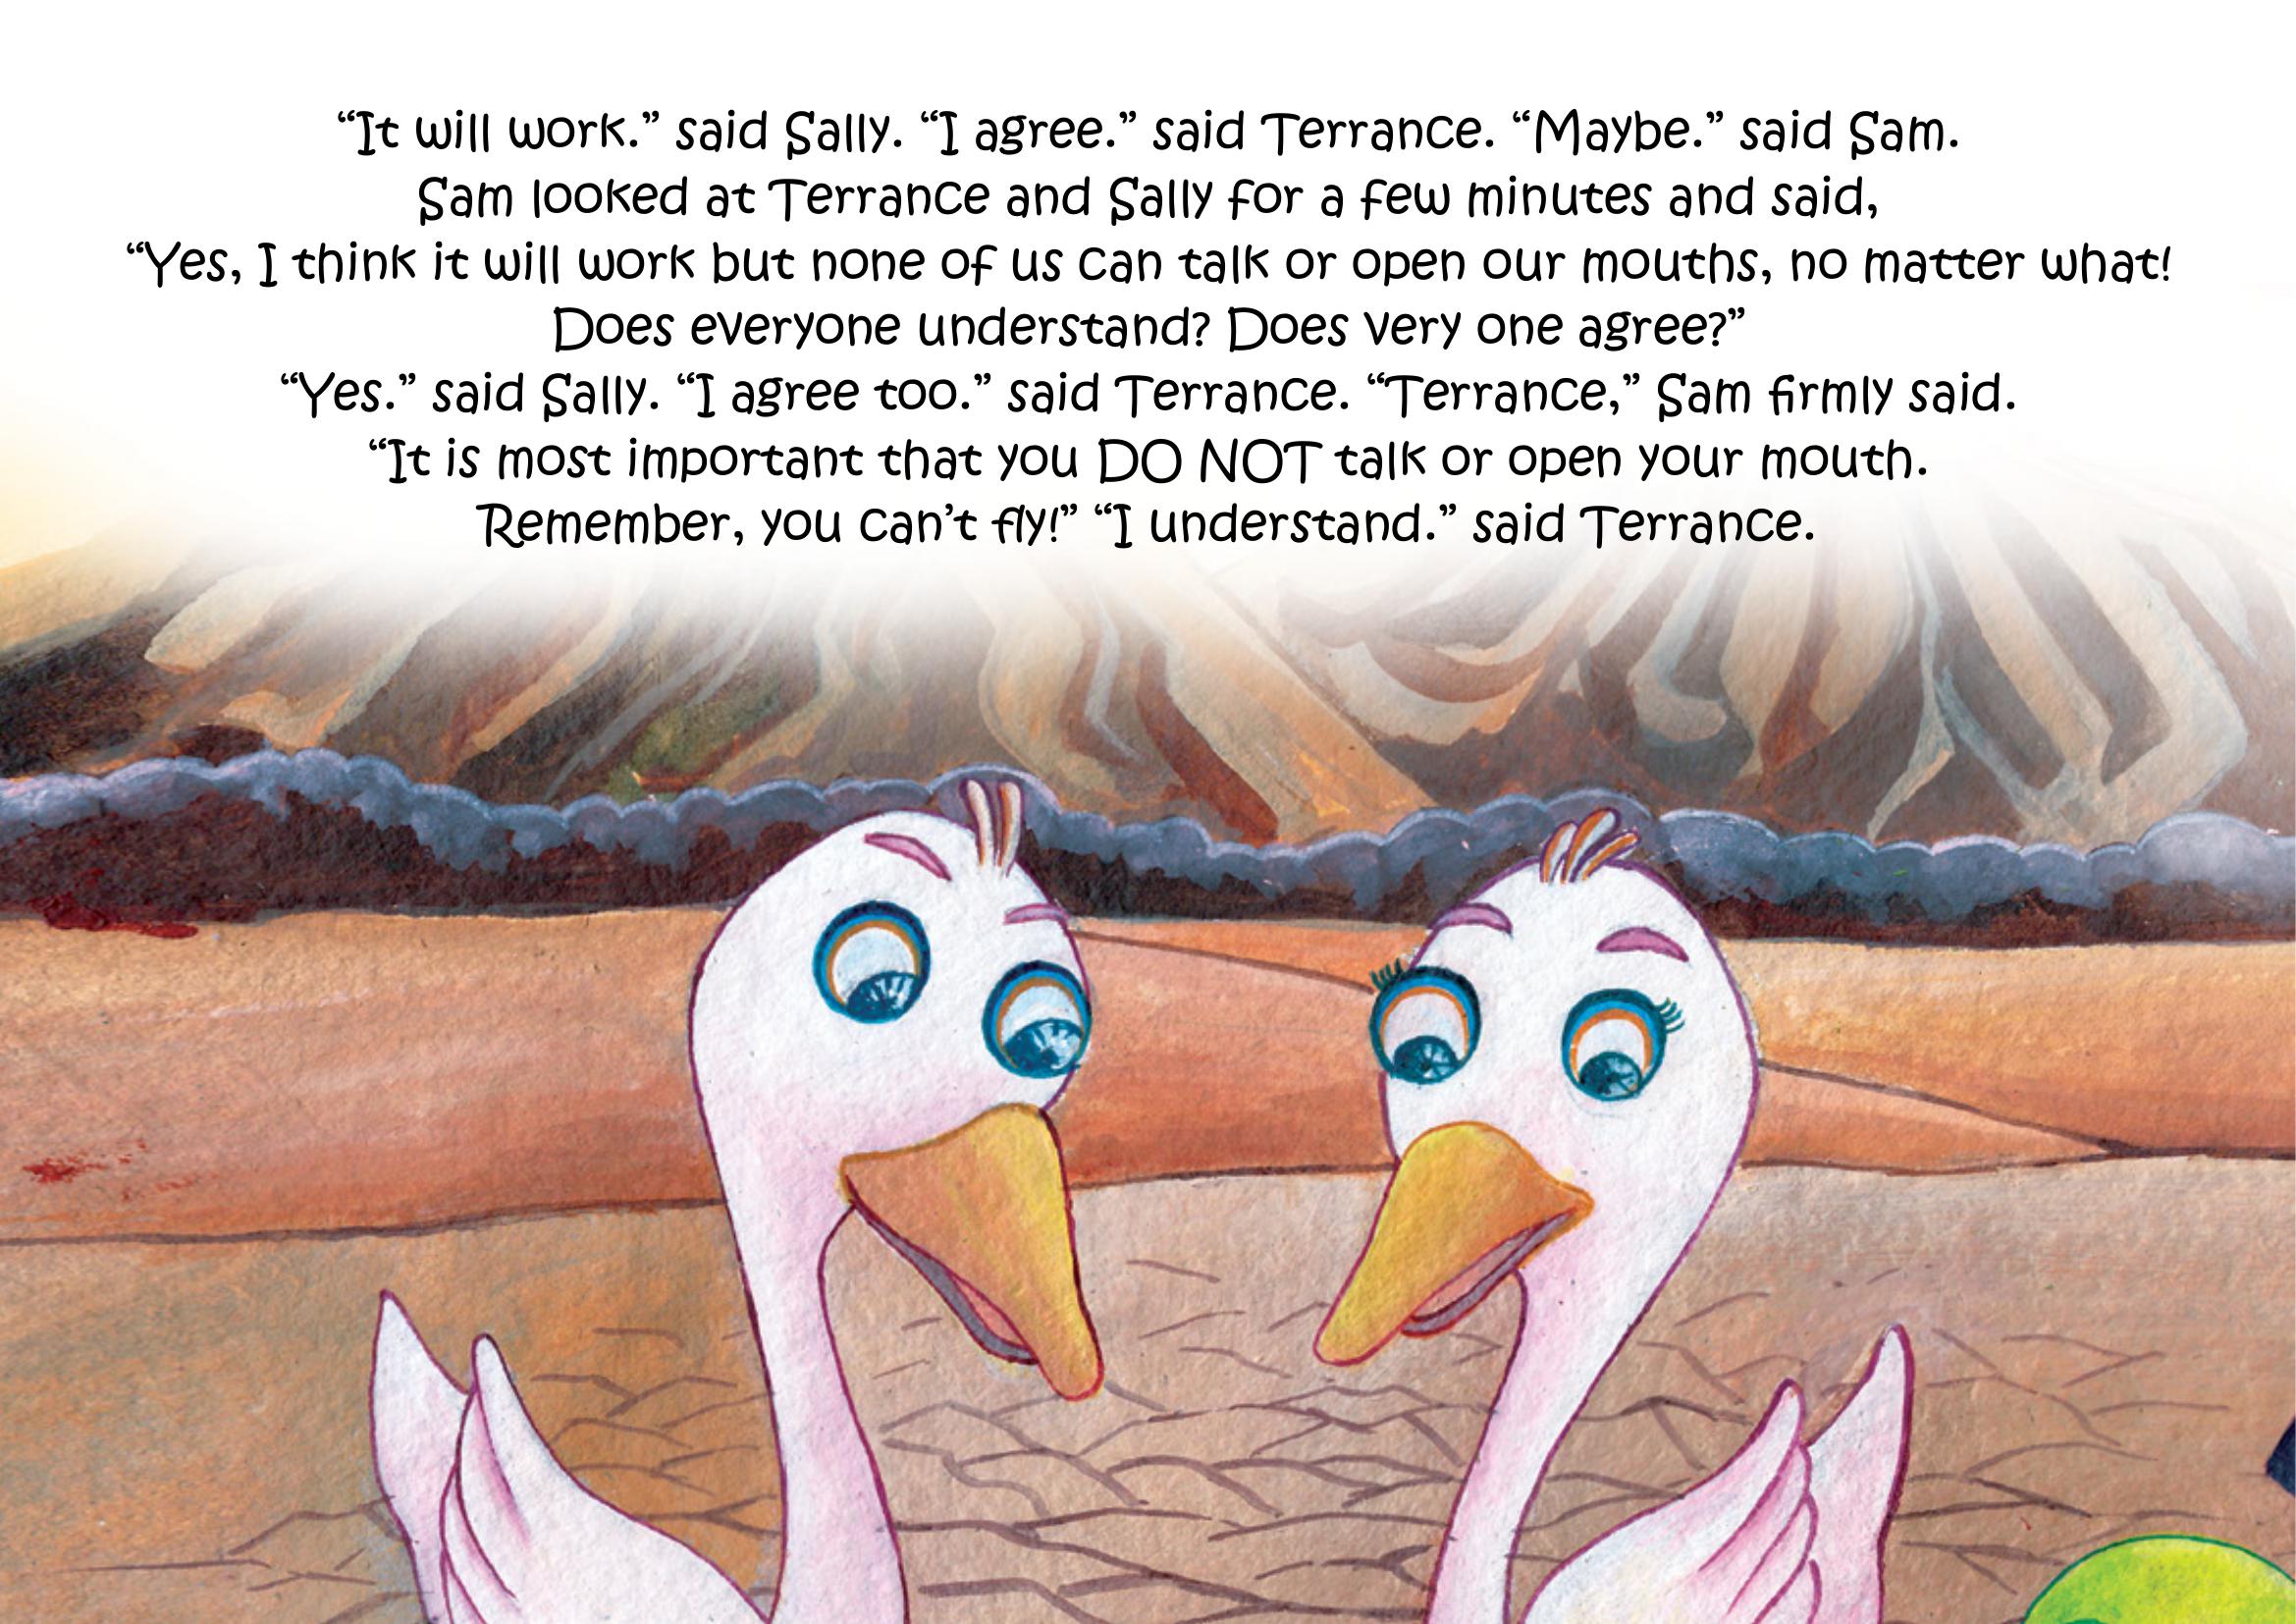 “It will work.” said Sally. “I agree.” said Terrance. “Maybe.” said Sam.
Sam looked at Terrance and Sally for a few minutes and said,
“Yes, I think it will work but none of us can talk or open our mouths, no matter what!
Does everyone understand? Does very one agree?”
“Yes.” said Sally. “I agree too.” said Terrance. “Terrance,” Sam firmly said.
“It is most important that you DO NOT talk or open your mouth.
Remember, you can’t fly!” “I understand.” said Terrance.